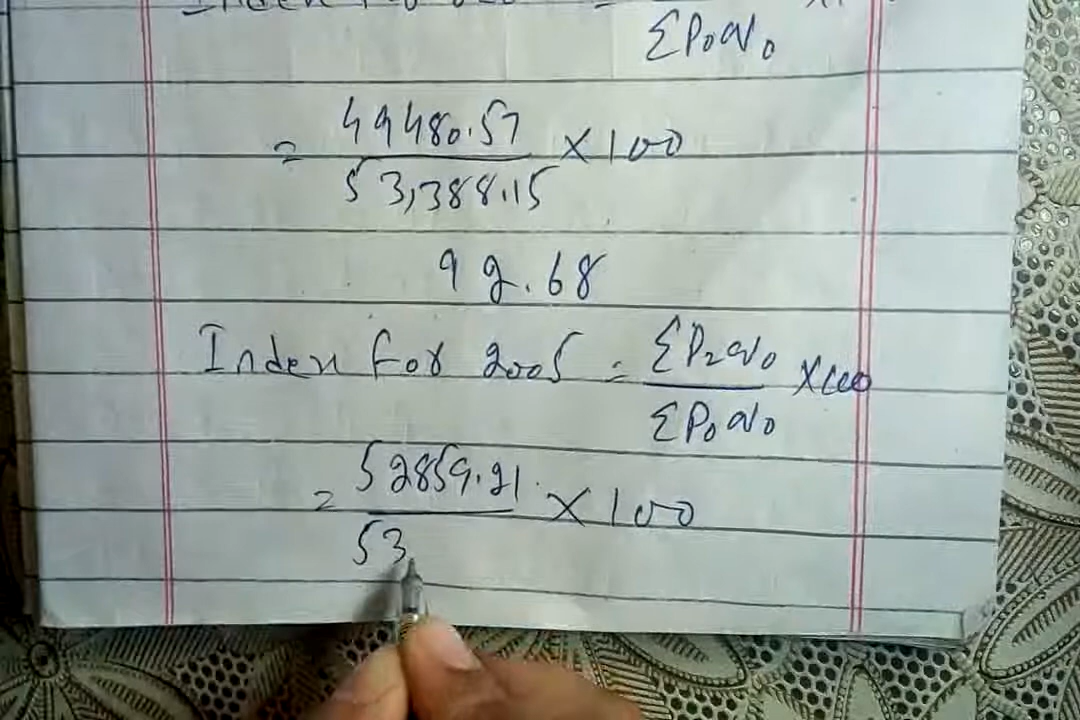 ΣP₀q₀
= 49480.57 / 53,388.15 × 100
92.68
Index for 2005 = ΣP₂q₀ / ΣP₀q₀ × 100
= 52859.21 / 53 × 100